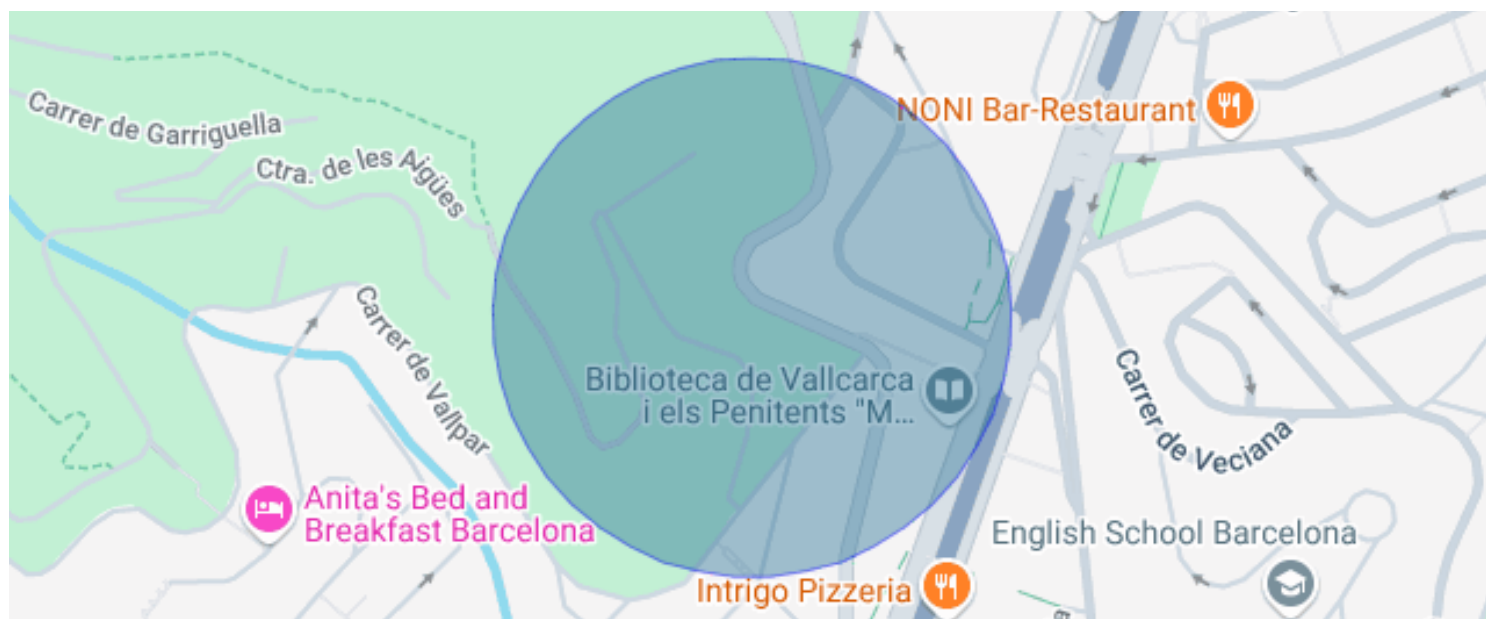 NONI Bar-Restaurant
Carrer de Garriguella
Ctra. de les Aigües
Carrer de Vallpar
Biblioteca de Vallcarca
i els Penitents "M...
Carrer de Veciana
Anita's Bed and
Breakfast Barcelona
English School Barcelona
Intrigo Pizzeria